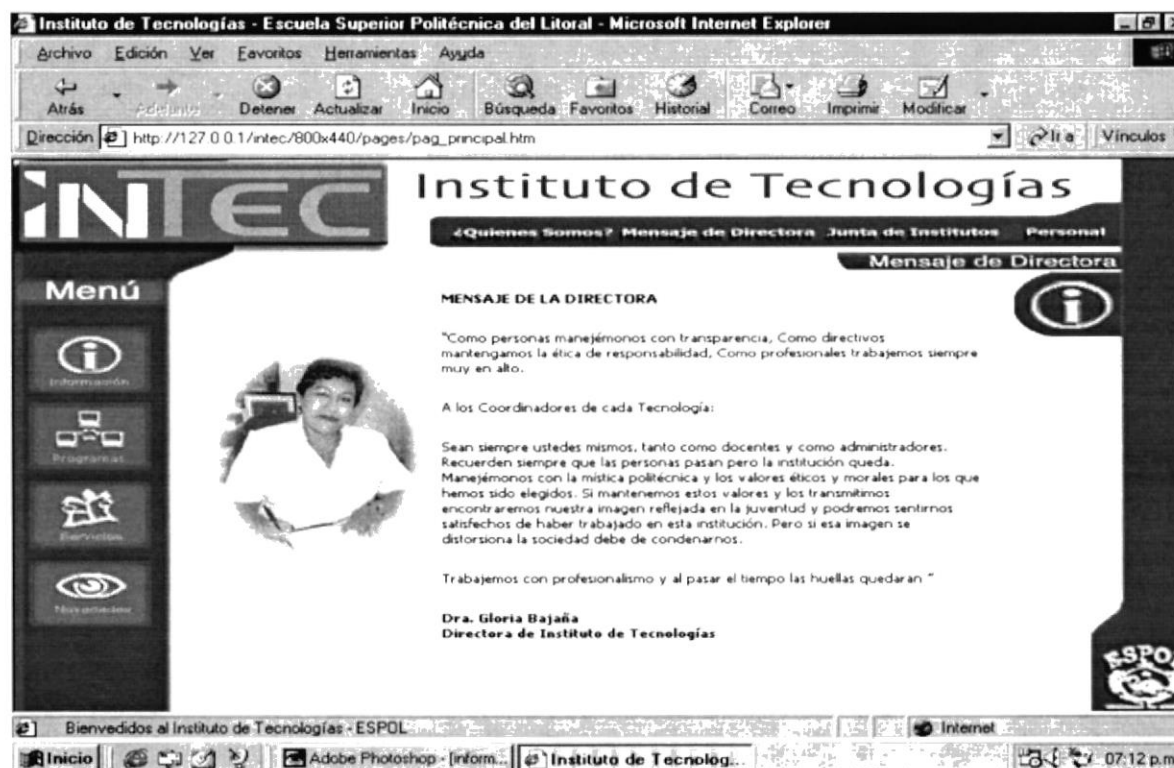 Instituto de Tecnologías - Escuela Superior Politécnica del Litoral - Microsoft Internet Explorer
Archivo Edición Ver Favoritos Herramientas Ayuda
Atrás Adelante Detener Actualizar Inicio Búsqueda Favoritos Historial Correo Imprimir Modificar
Dirección http://127.0.0.1/intec/800x440/pages/pag_principal.htm Ir a Vínculos
INTEC
Instituto de Tecnologías
¿Quienes Somos? Mensaje de Directora Junta de Institutos Personal
Mensaje de Directora
Menú
Información
Programas
Servicios
Novedades
MENSAJE DE LA DIRECTORA
"Como personas manejémonos con transparencia, Como directivos
mantengamos la ética de responsabilidad, Como profesionales trabajemos siempre
muy en alto.
A los Coordinadores de cada Tecnología:
Sean siempre ustedes mismos, tanto como docentes y como administradores.
Recuerden siempre que las personas pasan pero la institución queda.
Manejémonos con la mística politécnica y los valores éticos y morales para los que
hemos sido elegidos. Si mantenemos estos valores y los transmitimos
encontraremos nuestra imagen reflejada en la juventud y podremos sentirnos
satisfechos de haber trabajado en esta institución. Pero si esa imagen se
distorsiona la sociedad debe de condenarnos.
Trabajemos con profesionalismo y al pasar el tiempo las huellas quedaran "
Dra. Gloria Bajaña
Directora de Instituto de Tecnologías
ESPO
Bienvedidos al Instituto de Tecnologías - ESPOL Internet
Inicio Adobe Photoshop - [inform... Instituto de Tecnolog... 07:12 p.m.